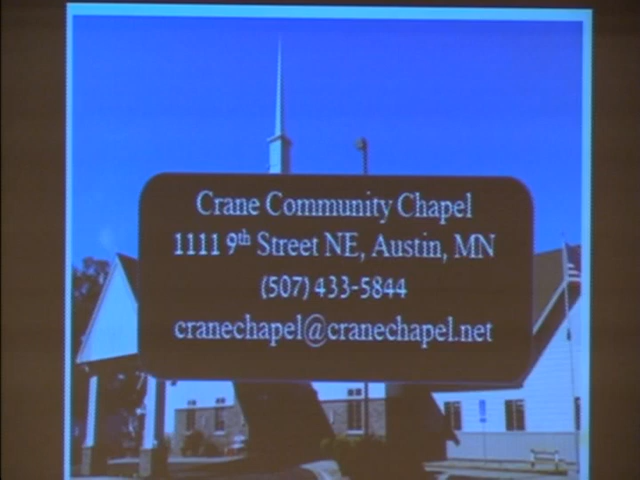 Crane Community Chapel
1111 9th Street NE, Austin, MN
(507) 433-5844
cranechapel@cranechapel.net